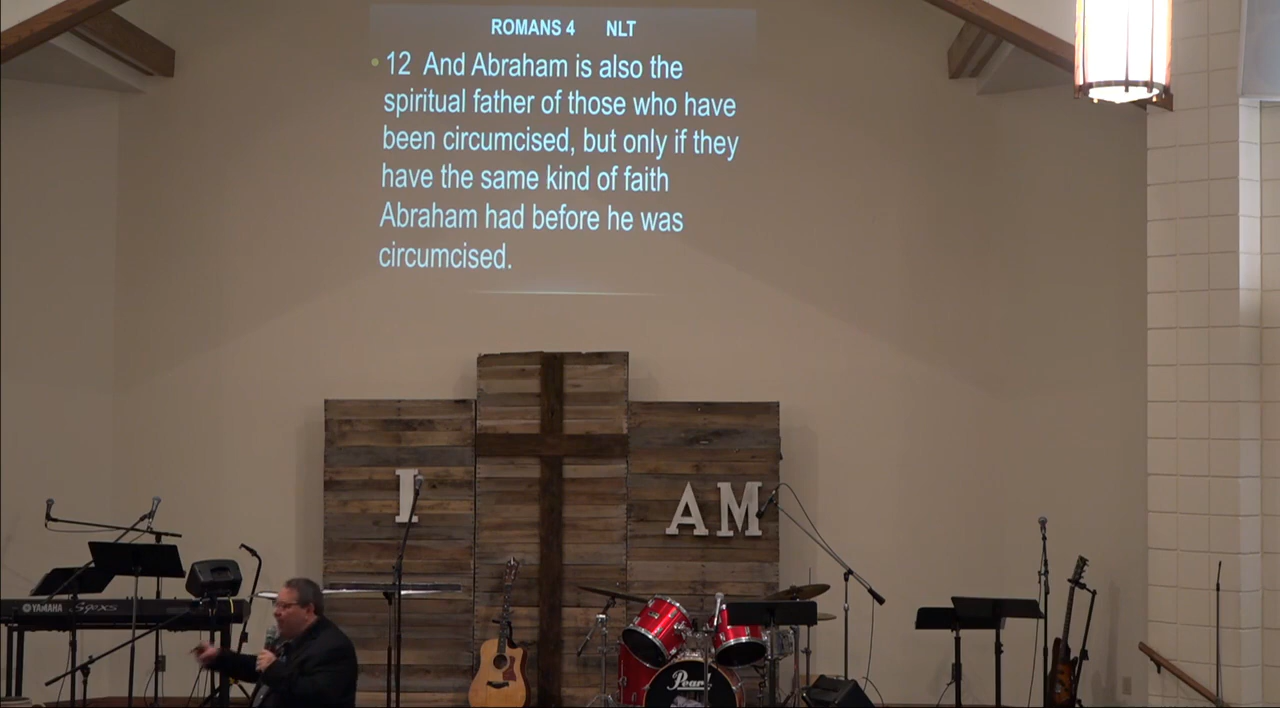 ROMANS 4 NLT
• 12 And Abraham is also the
spiritual father of those who have
been circumcised, but only if they
have the same kind of faith
Abraham had before he was
circumcised.
I AM
YAMAHA S90XS
Pearl